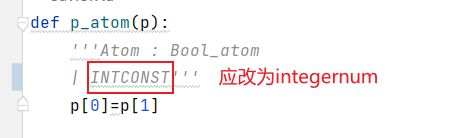 def p_atom(p):
'''Atom : Bool_atom
| INTCONST''' 应改为integernum
p[0]=p[1]